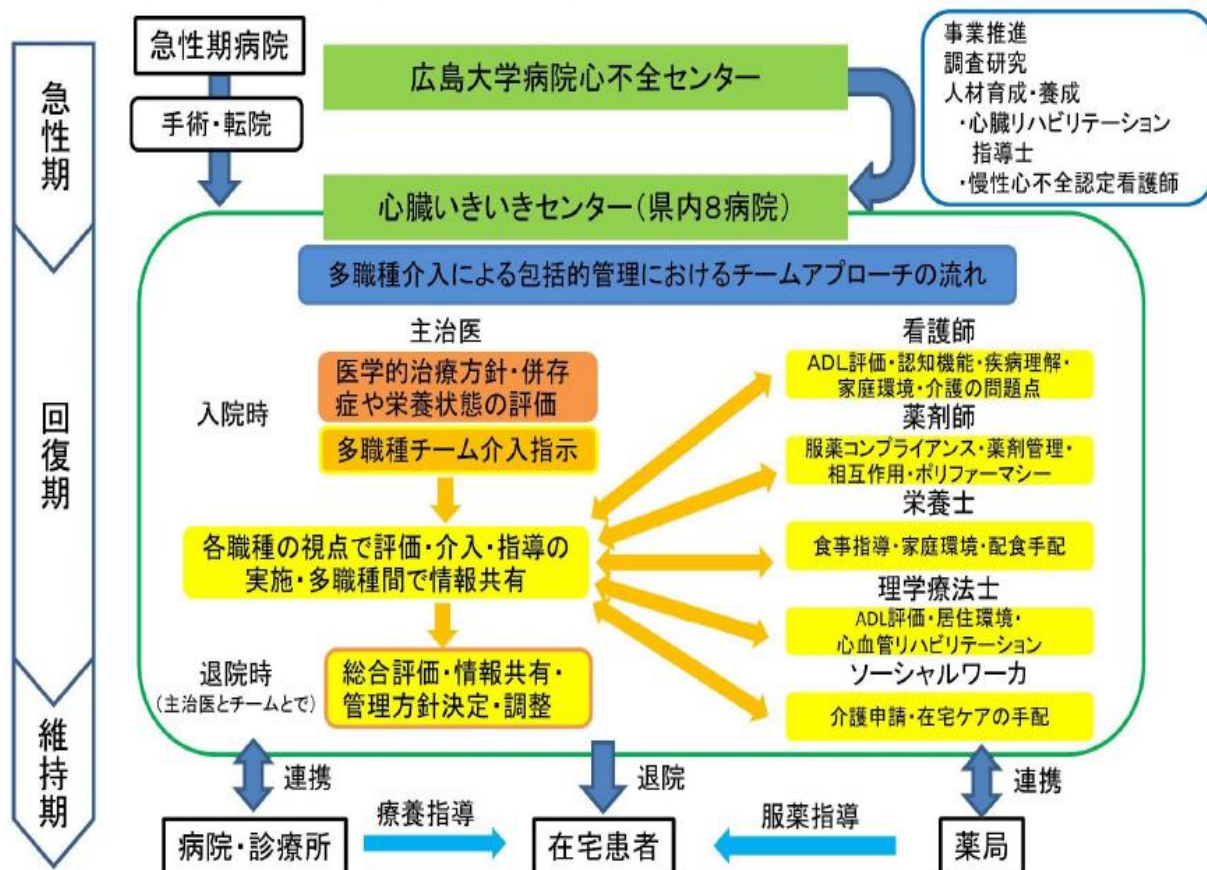 急性期
回復期
維持期
急性期病院
手術・転院
広島大学病院心不全センター
事業推進
調査研究
人材育成・養成
・心臓リハビリテーション
指導士
・慢性心不全認定看護師
心臓いきいきセンター(県内8病院)
多職種介入による包括的管理におけるチームアプローチの流れ
入院時
主治医
医学的治療方針・併存
症や栄養状態の評価
多職種チーム介入指示
各職種の視点で評価・介入・指導の
実施・多職種間で情報共有
退院時
(主治医とチームとで)
総合評価・情報共有・
管理方針決定・調整
看護師
ADL評価・認知機能・疾病理解・
家庭環境・介護の問題点
薬剤師
服薬コンプライアンス・薬剤管理・
相互作用・ポリファーマシー
栄養士
食事指導・家庭環境・配食手配
理学療法士
ADL評価・居住環境・
心血管リハビリテーション
ソーシャルワーカ
介護申請・在宅ケアの手配
連携
退院
連携
病院・診療所
療養指導
在宅患者
服薬指導
薬局